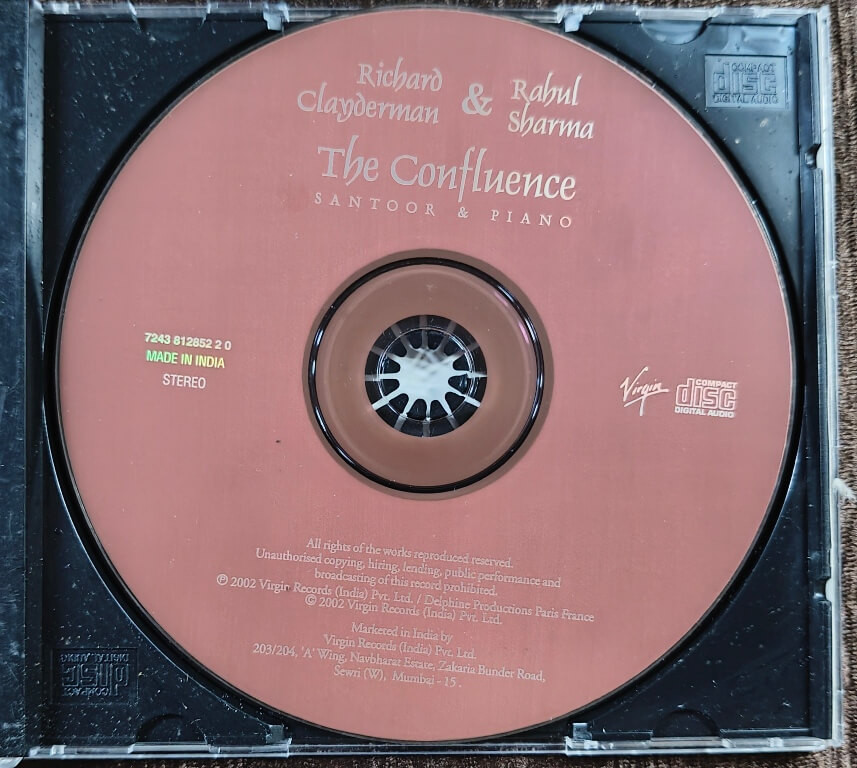 Richard
Clayderman
&
Rahul
Sharma
The Confluence
SANTOOR & PIANO
7243 812852 2 0
MADE IN INDIA
STEREO
Virgin
COMPACT
disc
DIGITAL AUDIO
All rights of the works reproduced reserved.
Unauthorised copying, hiring, lending, public performance and
broadcasting of this record prohibited.
℗ 2002 Virgin Records (India) Pvt. Ltd. / Delphine Productions Paris France
© 2002 Virgin Records (India) Pvt. Ltd.
Marketed in India by
Virgin Records (India) Pvt. Ltd.
203/204, 'A' Wing, Navbharat Estate, Zakaria Bunder Road,
Sewri (W), Mumbai - 15 .
COMPACT
disc
DIGITAL AUDIO
COMPACT
disc
DIGITAL AUDIO